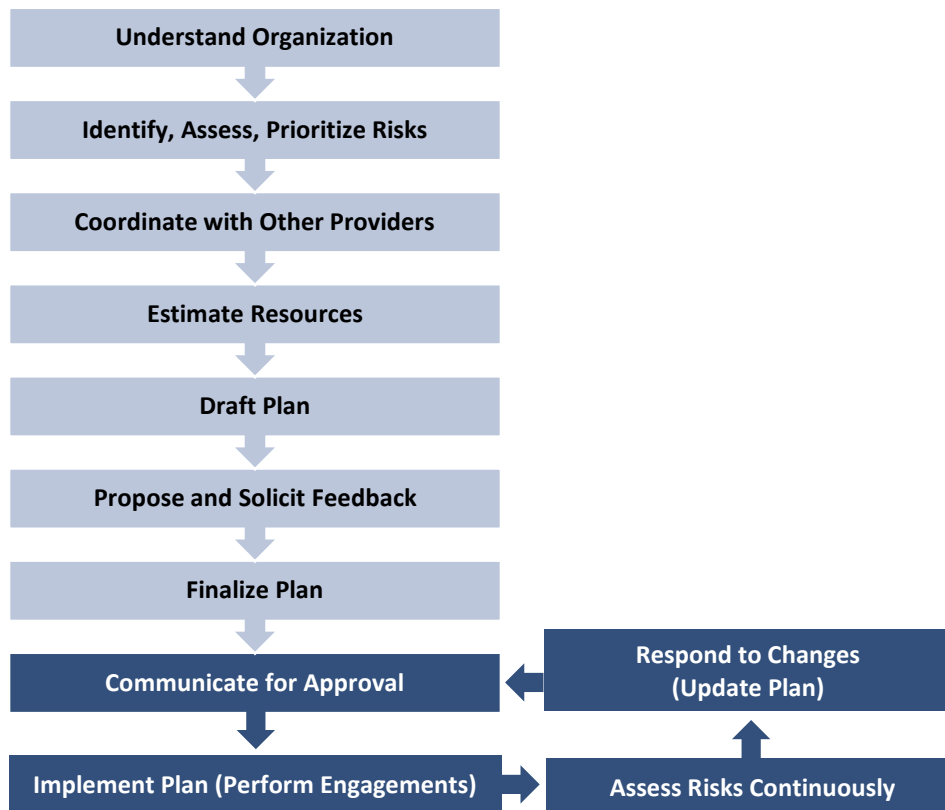 Understand Organization
Identify, Assess, Prioritize Risks
Coordinate with Other Providers
Estimate Resources
Draft Plan
Propose and Solicit Feedback
Finalize Plan
Communicate for Approval
Implement Plan (Perform Engagements)
Assess Risks Continuously
Respond to Changes
(Update Plan)